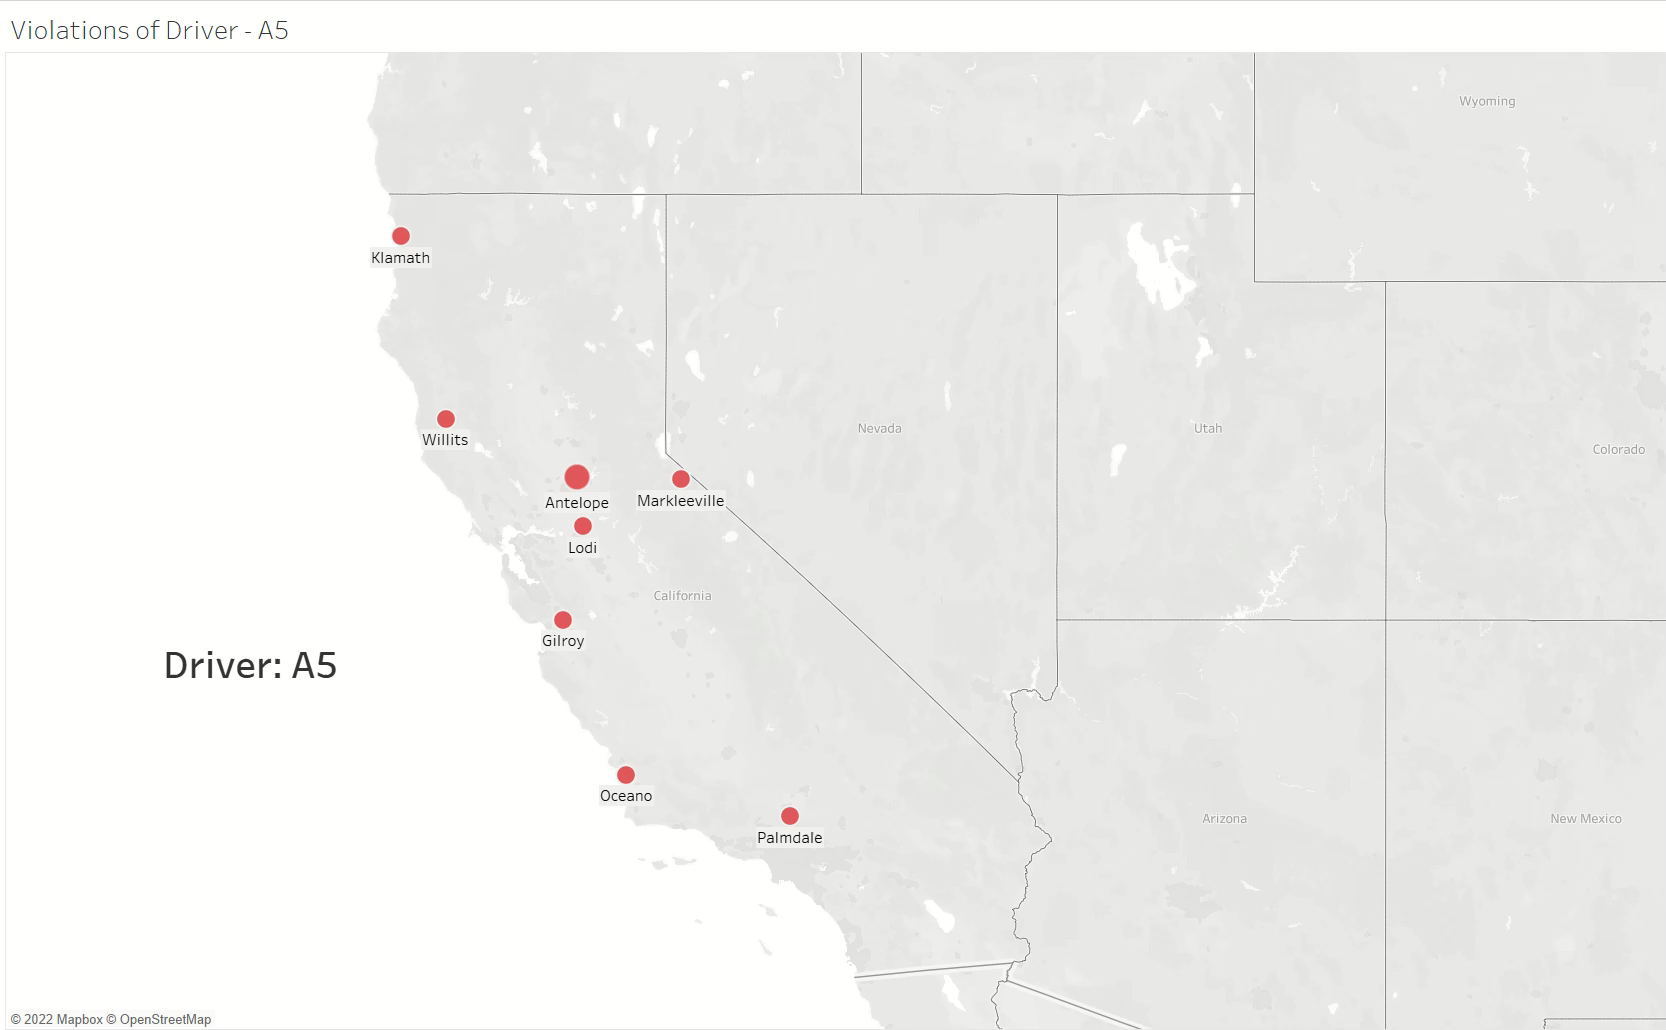 Violations of Driver - A5
Wyoming
Klamath
Nevada
Utah
Willits
Colorado
Antelope
Markleeville
Lodi
California
Gilroy
Driver: A5
Oceano
Palmdale
Arizona
New Mexico
© 2022 Mapbox © OpenStreetMap